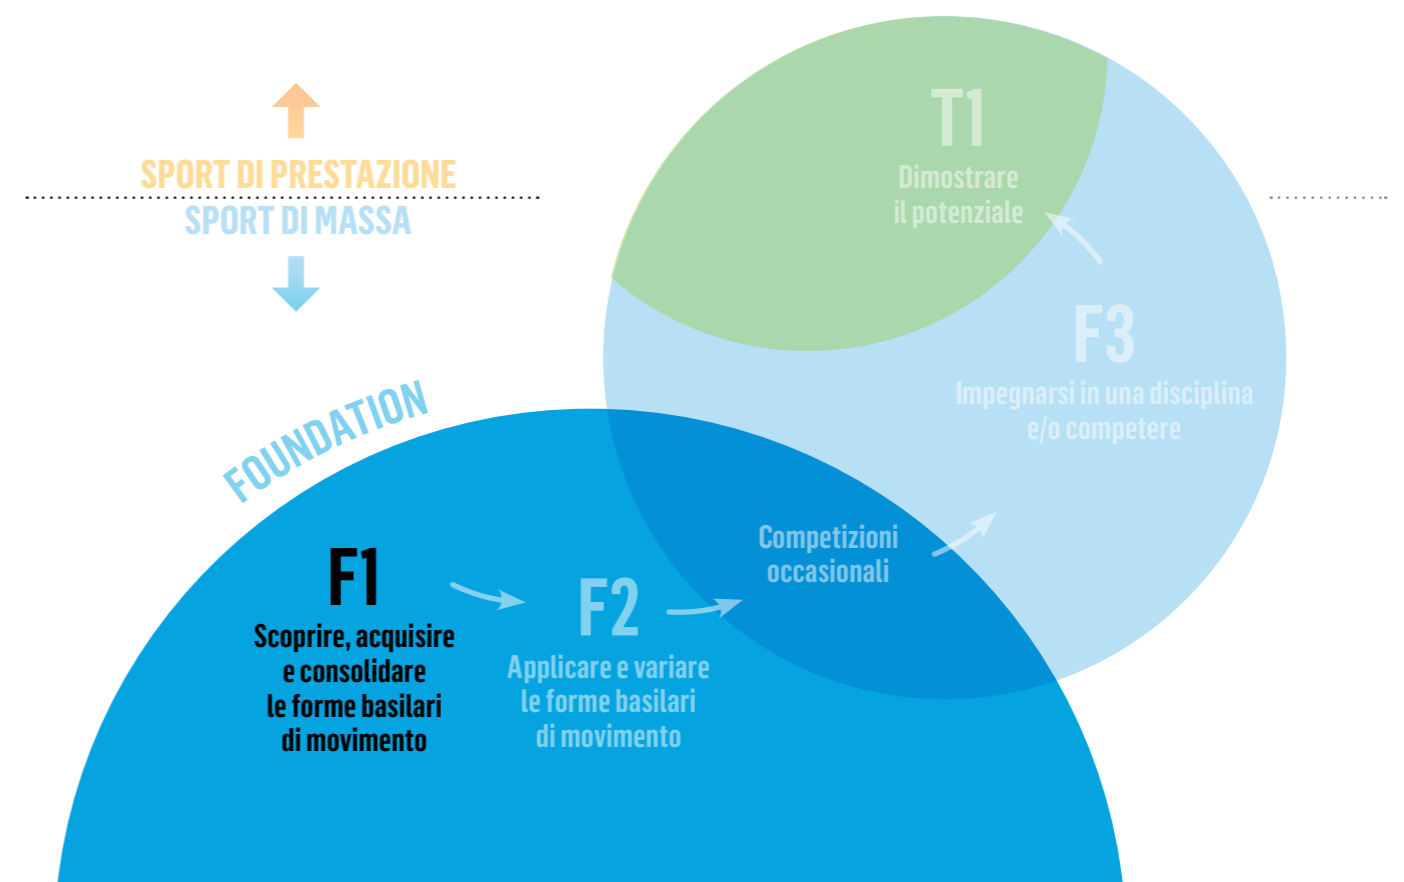 T1
Dimostrare
il potenziale
SPORT DI PRESTAZIONE
SPORT DI MASSA
F3
Impegnarsi in una disciplina
e/o competere
FOUNDATION
Competizioni
occasionali
F1
Scoprire, acquisire
e consolidare
le forme basilari
di movimento
F2
Applicare e variare
le forme basilari
di movimento